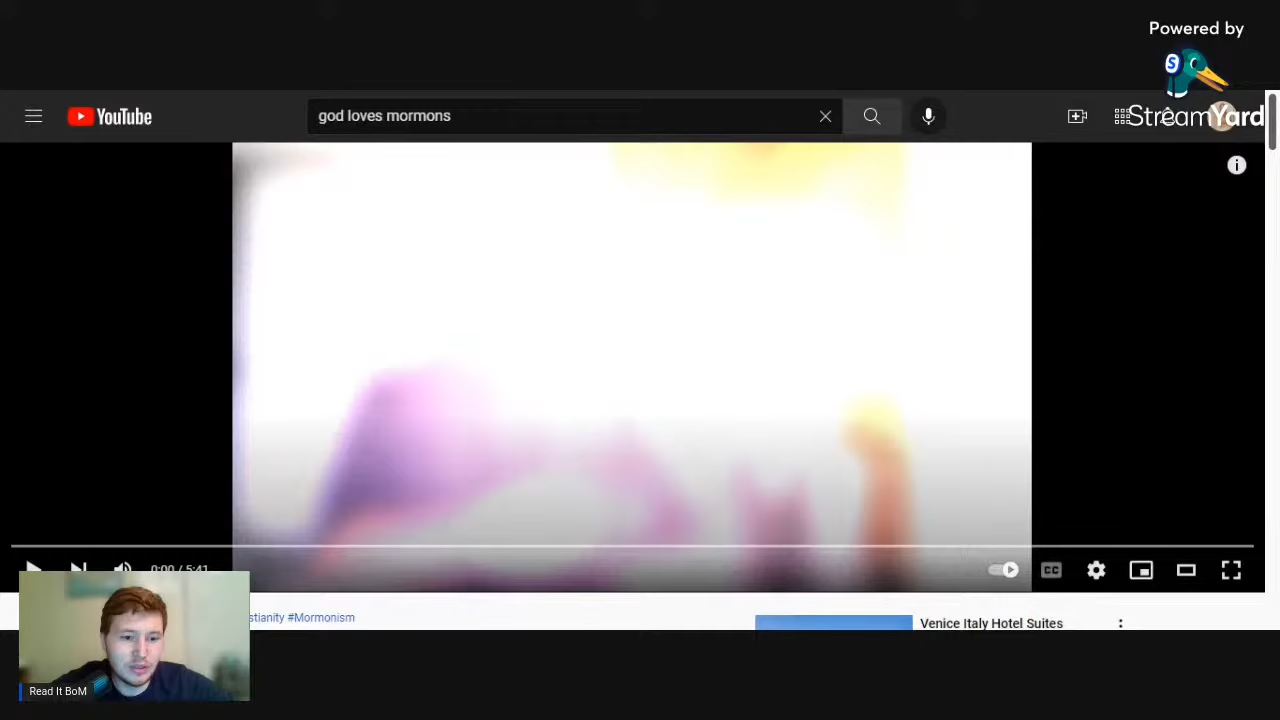 Powered by
S
StreamYard
YouTube
god loves mormons
i
0:00 / 5:41
CC
stianity #Mormonism
Venice Italy Hotel Suites
Read It BoM